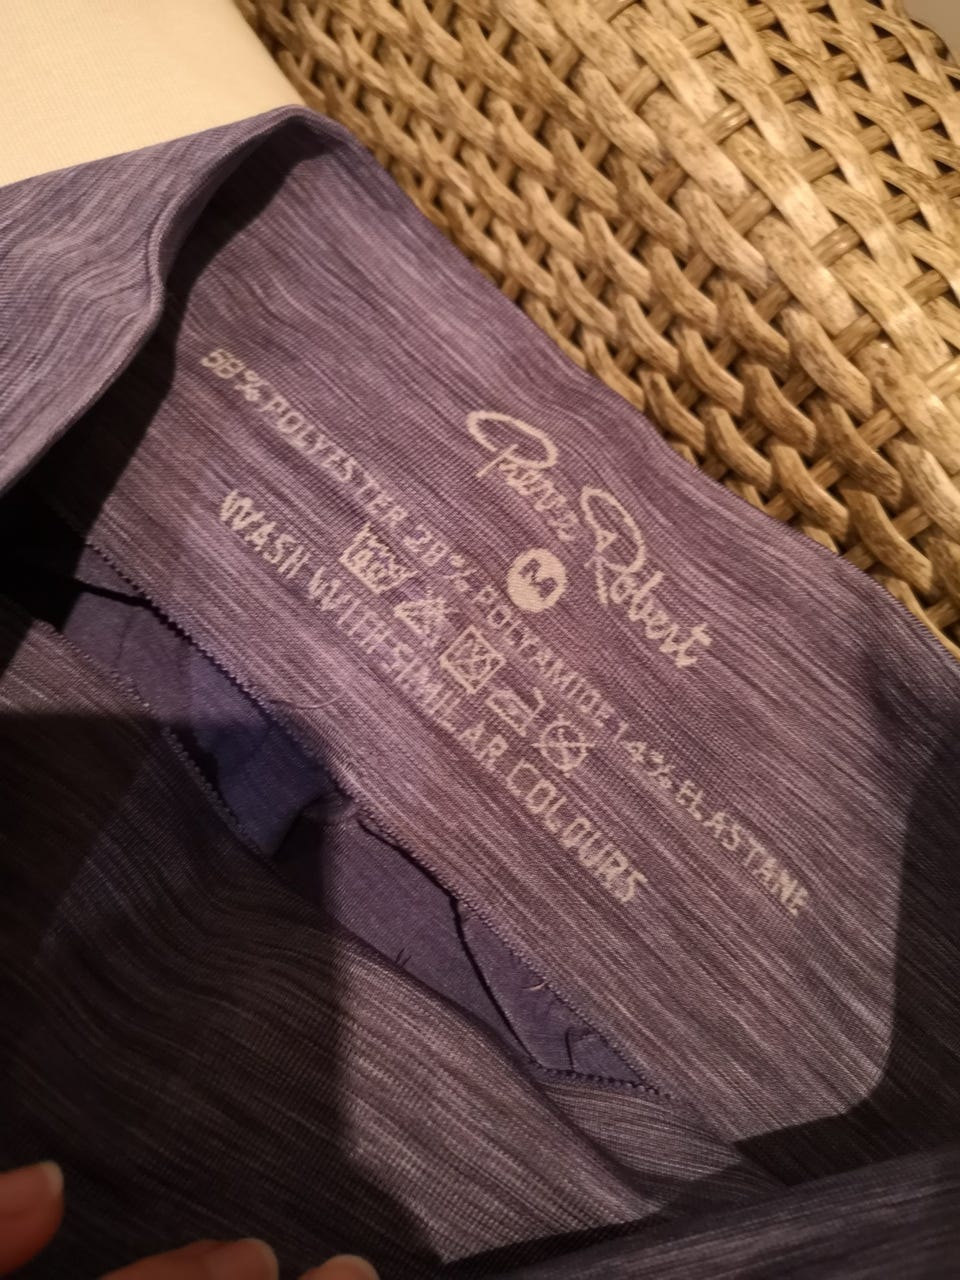 Pierre Robert
M
58% POLYESTER 28% POLYAMIDE 14% ELASTANE
WASH WITH SIMILAR COLOURS